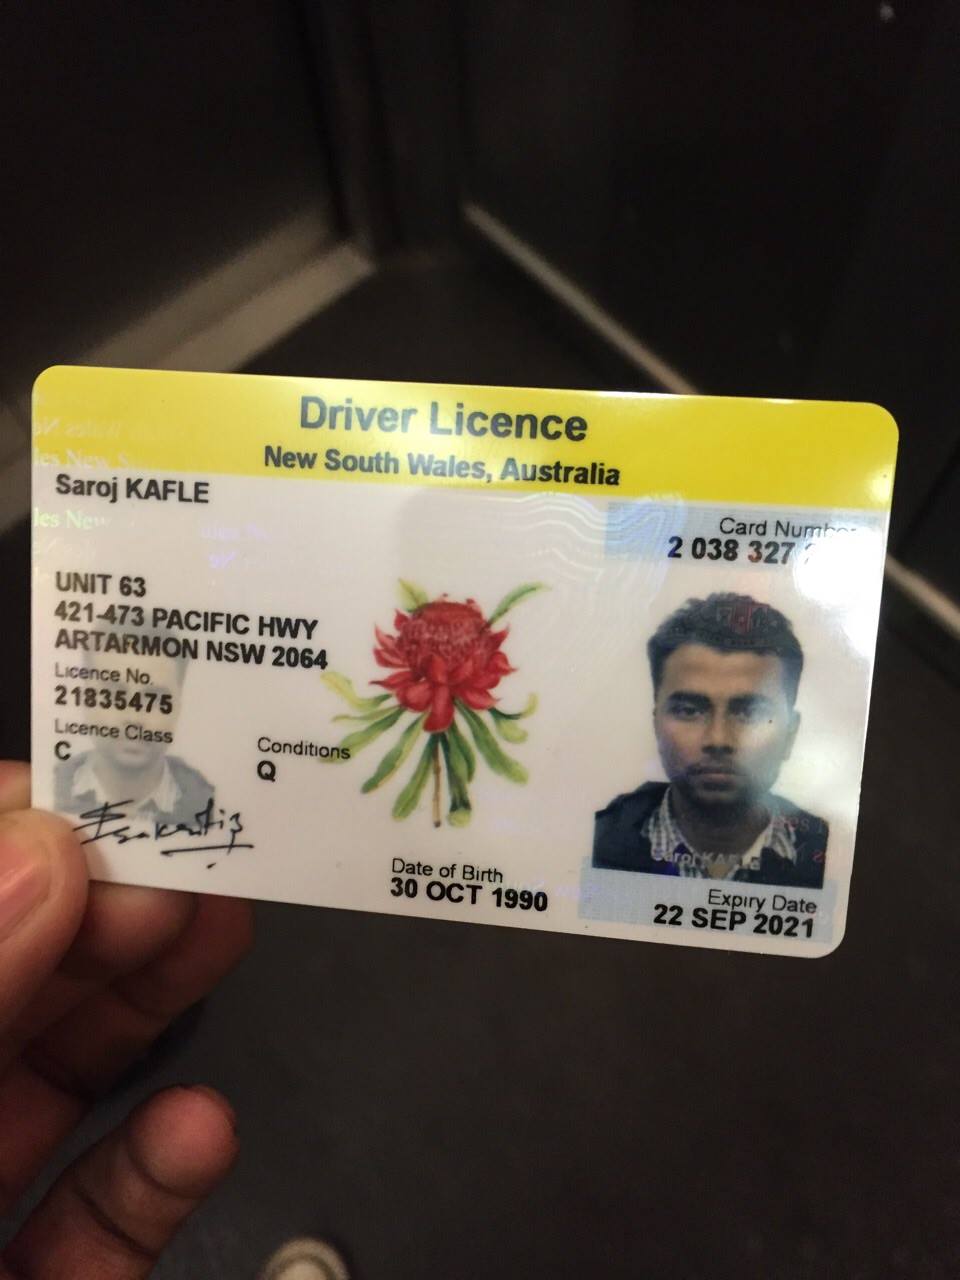 Driver Licence
New South Wales, Australia
Saroj KAFLE
Card Number
2 038 327
UNIT 63
421-473 PACIFIC HWY
ARTARMON NSW 2064
Licence No.
21835475
Licence Class
C
Conditions
Q
Date of Birth
30 OCT 1990
Saroj KAFLE
Expiry Date
22 SEP 2021